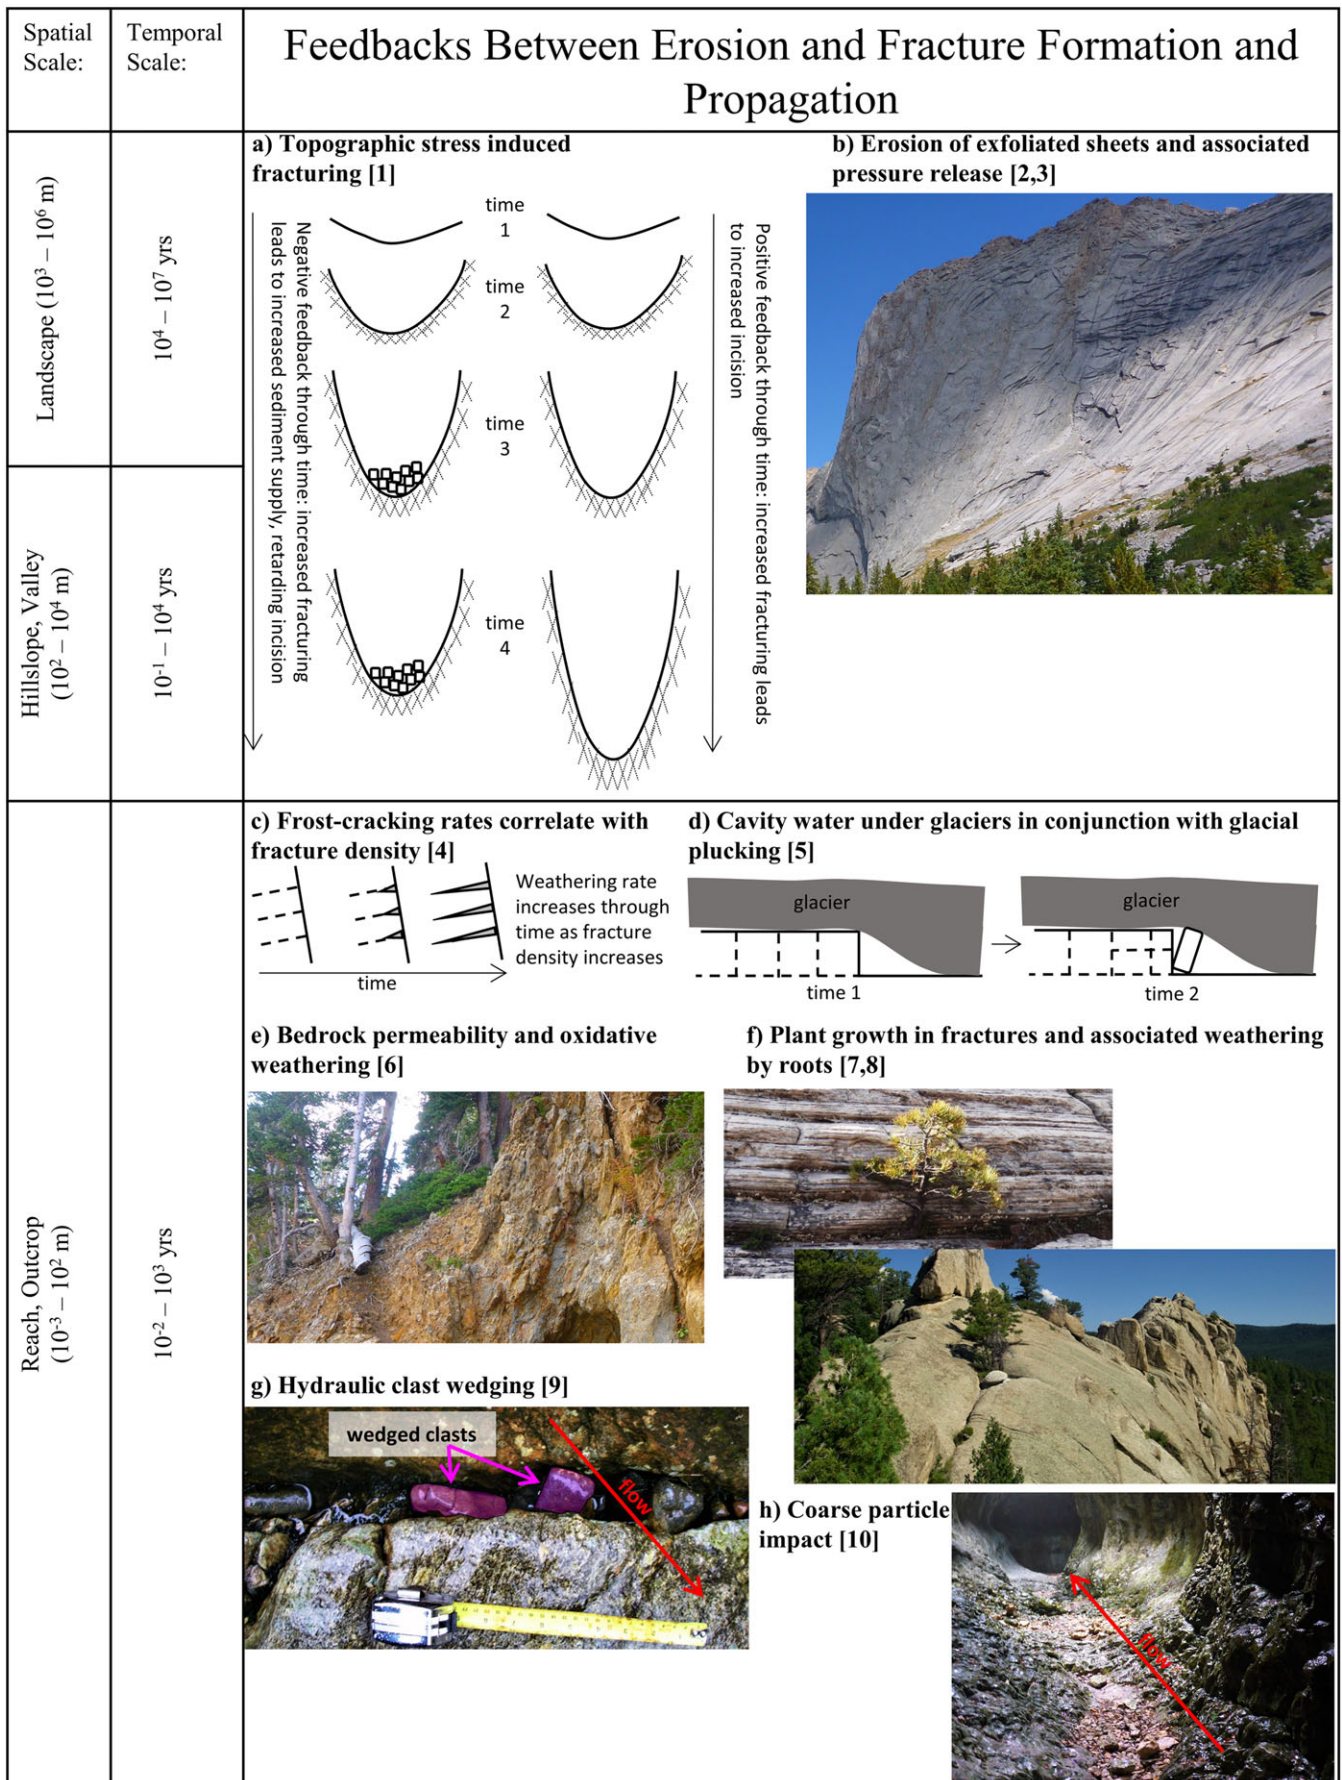 Spatial
Scale:
Temporal
Scale:
Feedbacks Between Erosion and Fracture Formation and
Propagation
Landscape (10³ – 10⁶ m)
10⁴ – 10⁷ yrs
Hillslope, Valley
(10² – 10⁴ m)
10⁻¹ – 10⁴ yrs
a) Topographic stress induced
fracturing [1]
Negative feedback through time: increased fracturing
leads to increased sediment supply, retarding incision
time
1
time
2
time
3
time
4
Positive feedback through time: increased fracturing leads
to increased incision
b) Erosion of exfoliated sheets and associated
pressure release [2,3]
Reach, Outcrop
(10⁻³ – 10² m)
10⁻² – 10³ yrs
c) Frost-cracking rates correlate with
fracture density [4]
Weathering rate
increases through
time as fracture
density increases
time
d) Cavity water under glaciers in conjunction with glacial
plucking [5]
glacier
glacier
time 1
time 2
e) Bedrock permeability and oxidative
weathering [6]
f) Plant growth in fractures and associated weathering
by roots [7,8]
g) Hydraulic clast wedging [9]
wedged clasts
flow
h) Coarse particle
impact [10]
flow